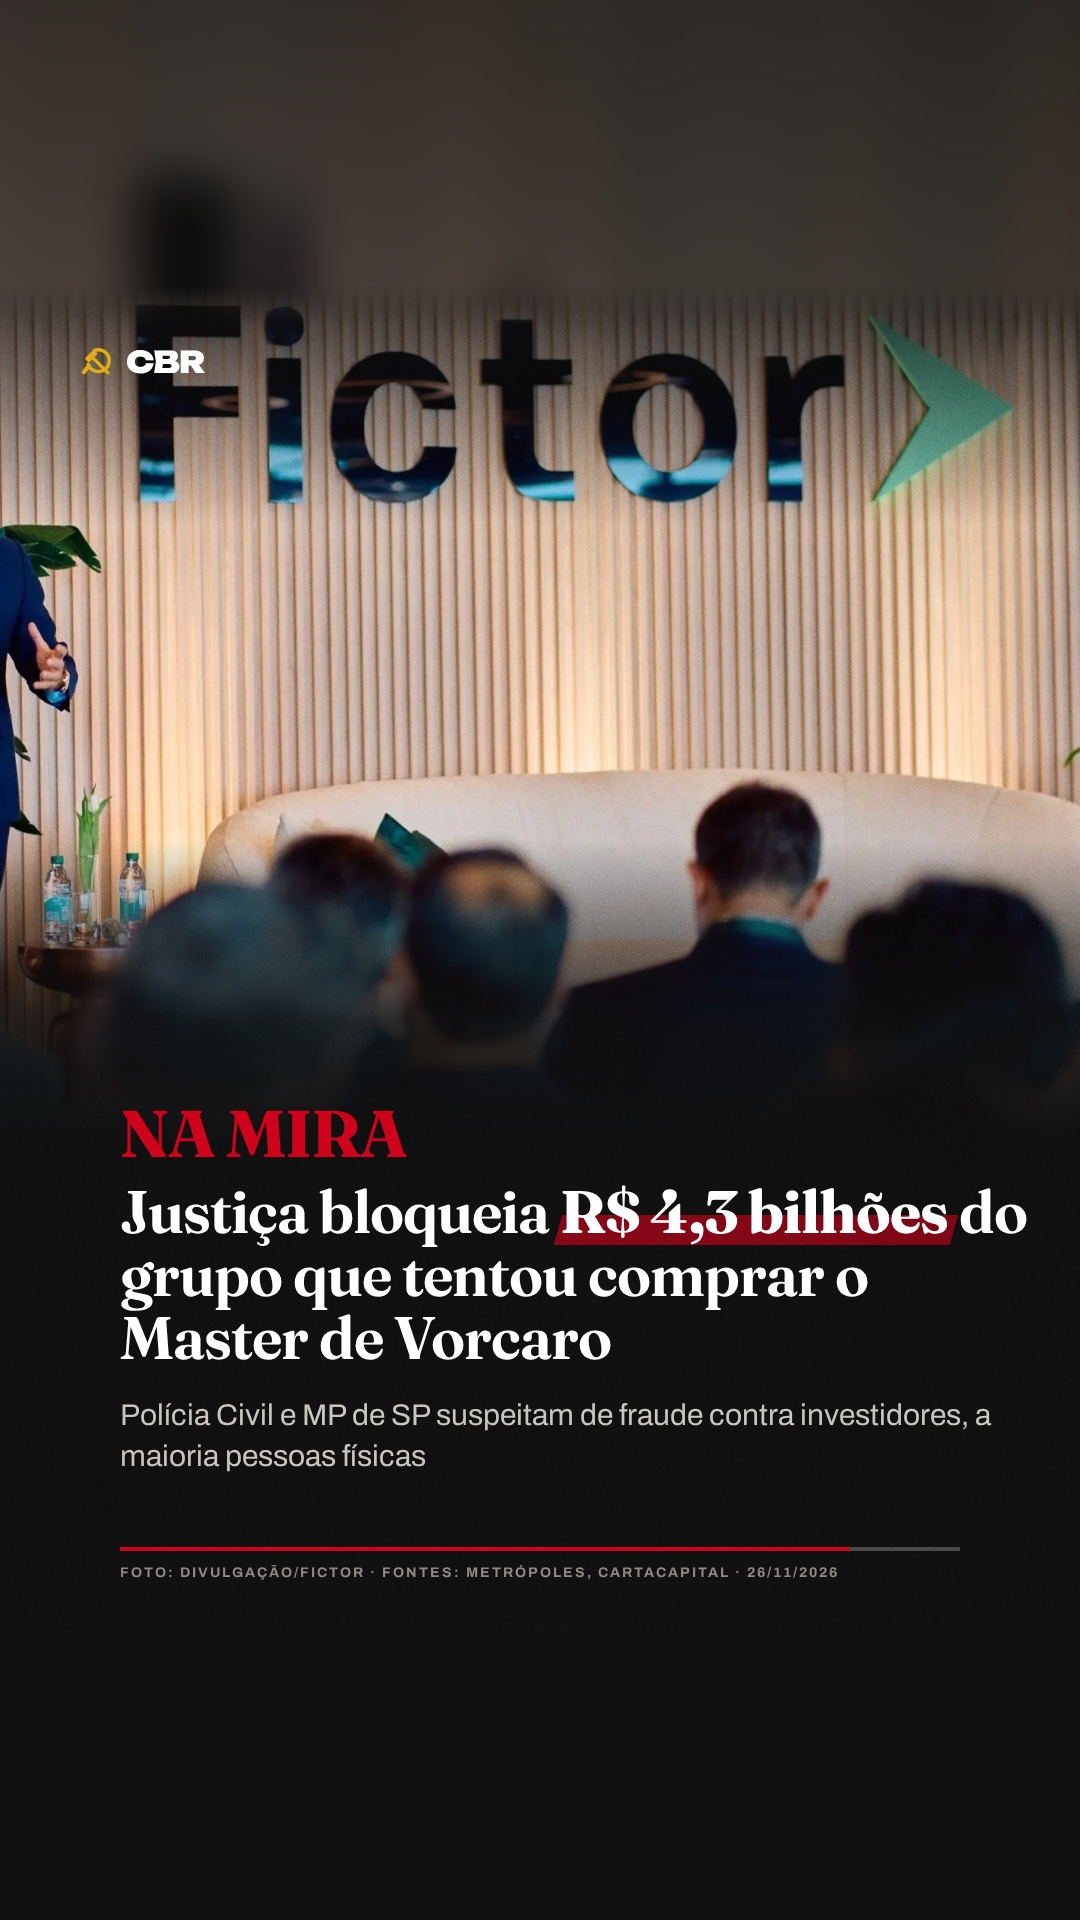 Fictor
CBR
NA MIRA
Justiça bloqueia R$ 4,3 bilhões do
grupo que tentou comprar o
Master de Vorcaro
Polícia Civil e MP de SP suspeitam de fraude contra investidores, a
maioria pessoas físicas
FOTO: DIVULGAÇÃO/FICTOR · FONTES: METRÓPOLES, CARTACAPITAL · 26/11/2026